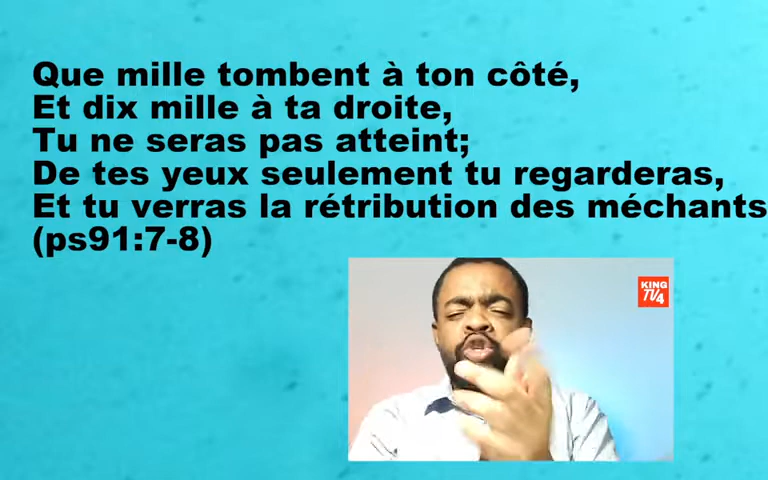 Que mille tombent à ton côté,
Et dix mille à ta droite,
Tu ne seras pas atteint;
De tes yeux seulement tu regarderas,
Et tu verras la rétribution des méchants
(ps91:7-8)
KING
TV4